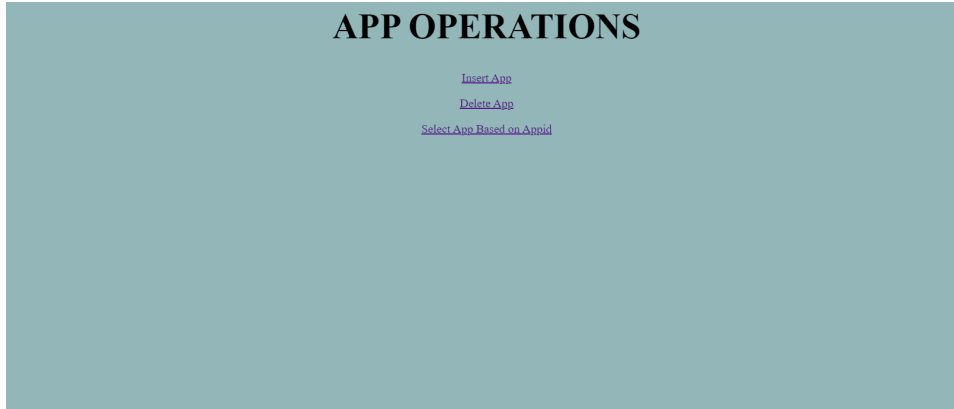 APP OPERATIONS
Insert App
Delete App
Select App Based on Appid